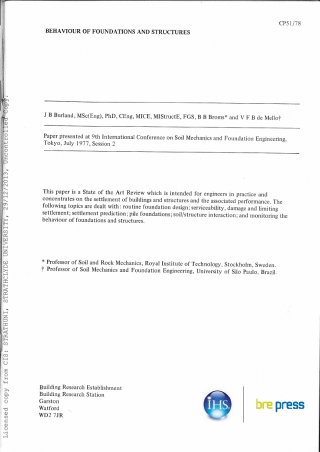 CP51/78
BEHAVIOUR OF FOUNDATIONS AND STRUCTURES
J B Burland, MSc(Eng), PhD, CEng, MICE, MIStructE, FGS, B B Broms* and V F B de Mello†
Paper presented at 9th International Conference on Soil Mechanics and Foundation Engineering,
Tokyo, July 1977, Session 2
This paper is a State of the Art Review which is intended for engineers in practice and
concentrates on the settlement of buildings and structures and the associated performance. The
following topics are dealt with: routine foundation design; serviceability, damage and limiting
settlement; settlement prediction; pile foundations; soil/structure interaction; and monitoring the
behaviour of foundations and structures.
* Professor of Soil and Rock Mechanics, Royal Institute of Technology, Stockholm, Sweden.
† Professor of Soil Mechanics and Foundation Engineering, University of São Paulo, Brazil.
Building Research Establishment
Building Research Station
Garston
Watford
WD2 7JR
IHS
bre press
Licensed copy from CIS: STRATHUNI, STRATHCLYDE UNIVERSITY, 29/12/2013, Uncontrolled Copy.